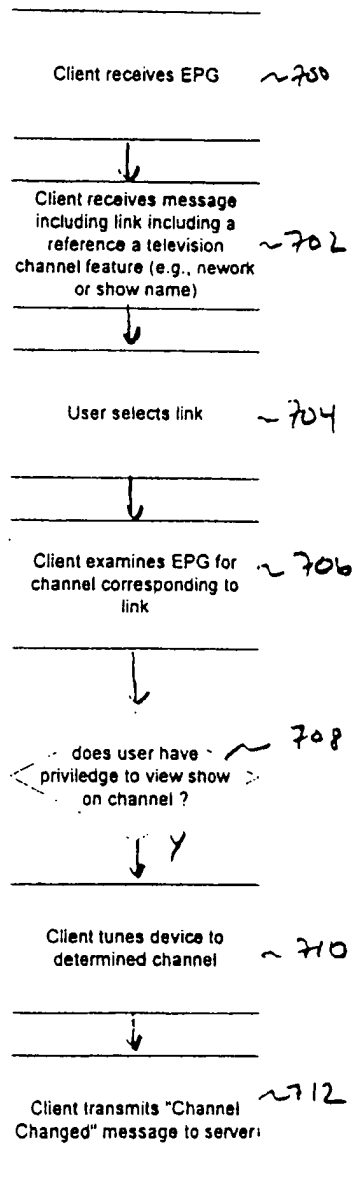 Client receives EPG ~700
Client receives message
including link including a
reference a television ~702
channel feature (e.g., nework
or show name)
User selects link ~704
Client examines EPG for
channel corresponding to ~706
link
708
does user have
priviledge to view show
on channel ?
Y
Client tunes device to
determined channel ~710
~712
Client transmits "Channel
Changed" message to server